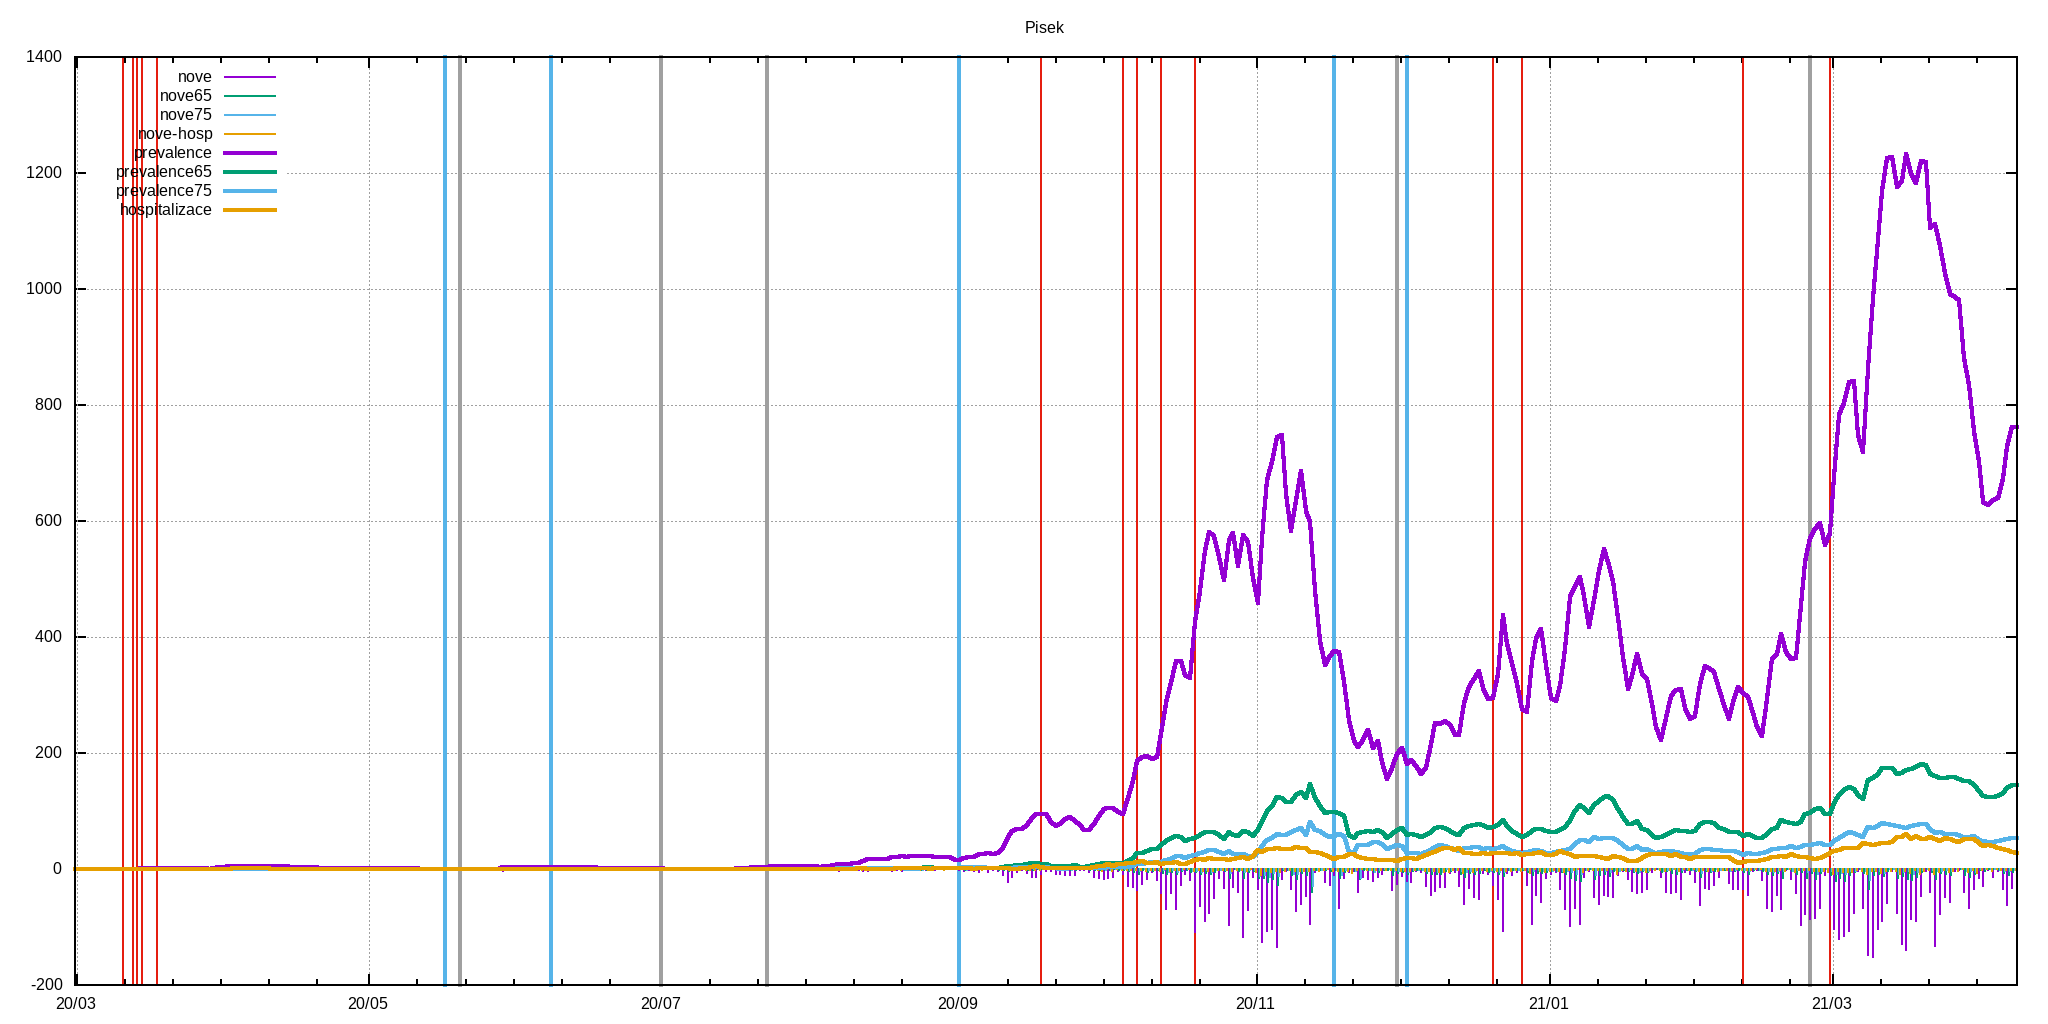 Pisek
1400
1200
1000
800
600
400
200
0
-200
nove
nove65
nove75
nove-hosp
prevalence
prevalence65
prevalence75
hospitalizace
20/03
20/05
20/07
20/09
20/11
21/01
21/03